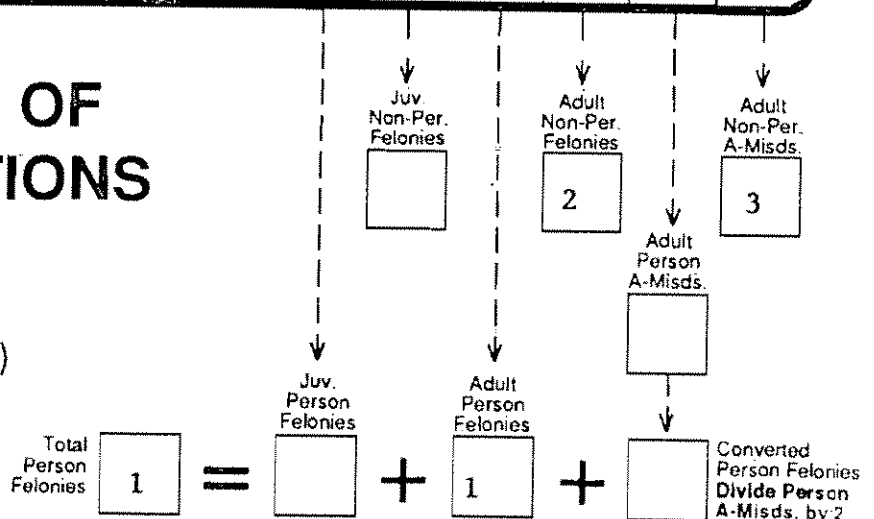 OF
TIONS
)
Juv.
Non-Per.
Felonies
Adult
Non-Per.
Felonies
2
Adult
Non-Per.
A-Misds.
3
Adult
Person
A-Misds.
Juv.
Person
Felonies
Adult
Person
Felonies
Total
Person
Felonies
1
=
+
1
+
Converted
Person Felonies
Divide Person
A-Misds. by 2